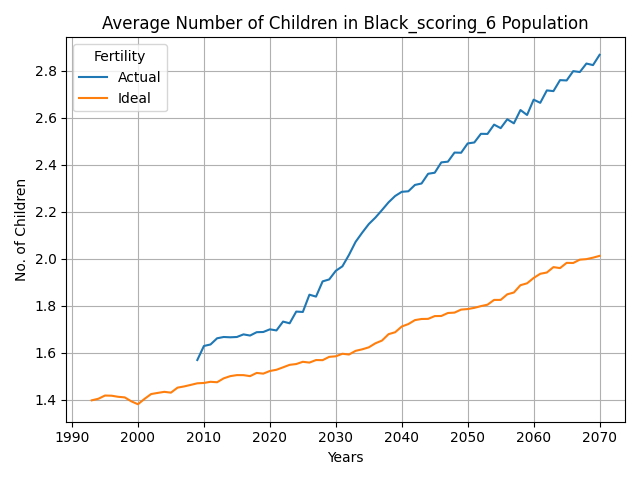 Average Number of Children in Black_scoring_6 Population
Fertility
Actual
Ideal
No. of Children
2.8
2.6
2.4
2.2
2.0
1.8
1.6
1.4
1990 2000 2010 2020 2030 2040 2050 2060 2070
Years